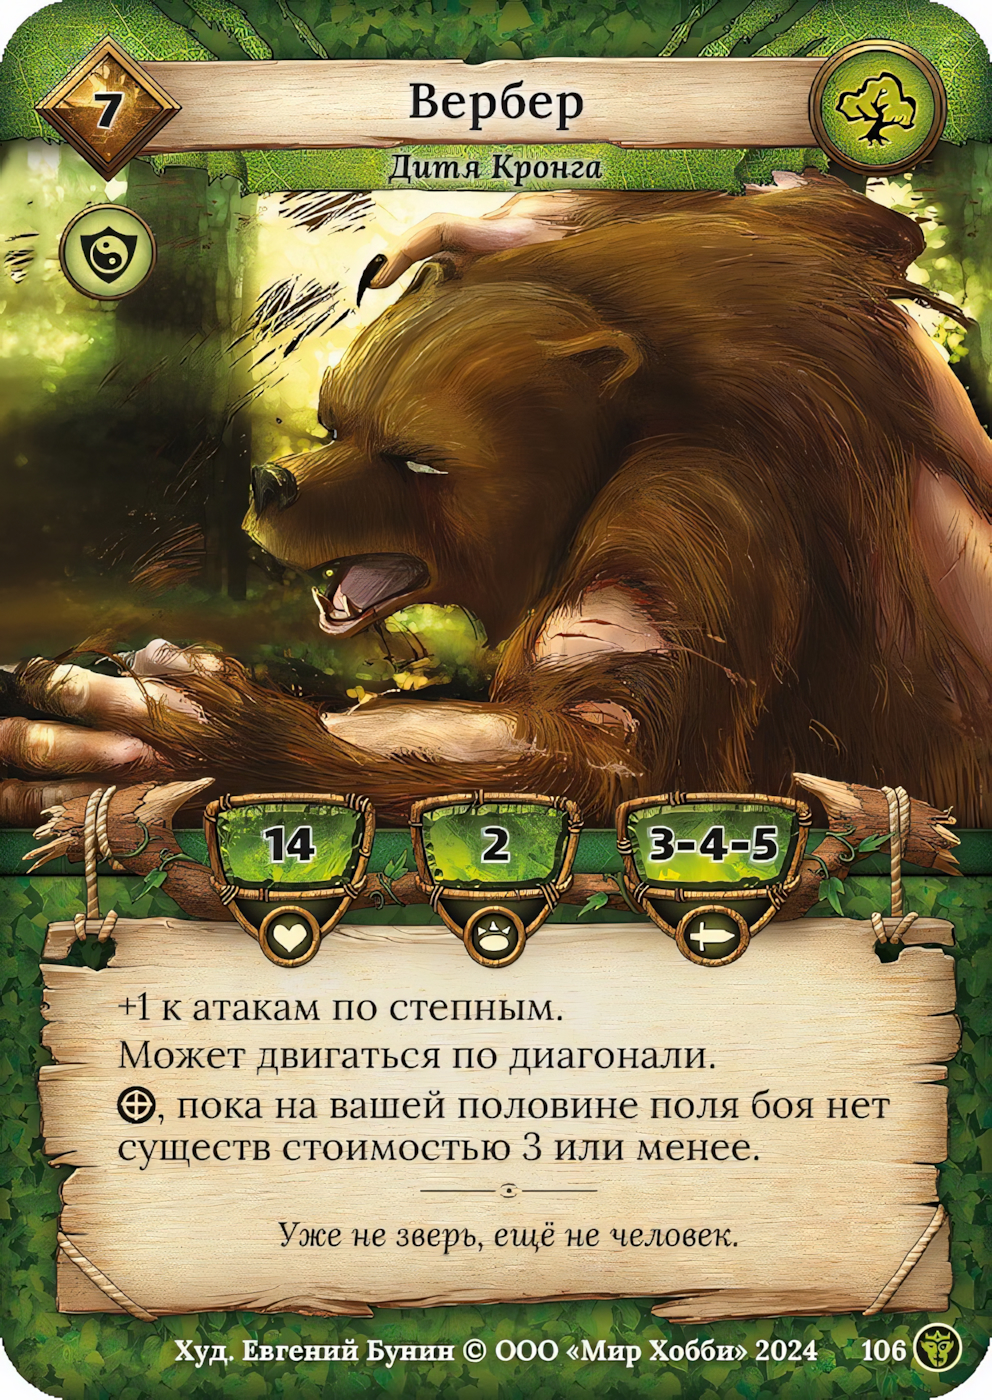 7
Вербер
Дитя Кронга
14
2
3-4-5
+1 к атакам по степным.
Может двигаться по диагонали.
, пока на вашей половине поля боя нет
существ стоимостью 3 или менее.
Уже не зверь, ещё не человек.
Худ. Евгений Бунин © ООО «Мир Хобби» 2024 106